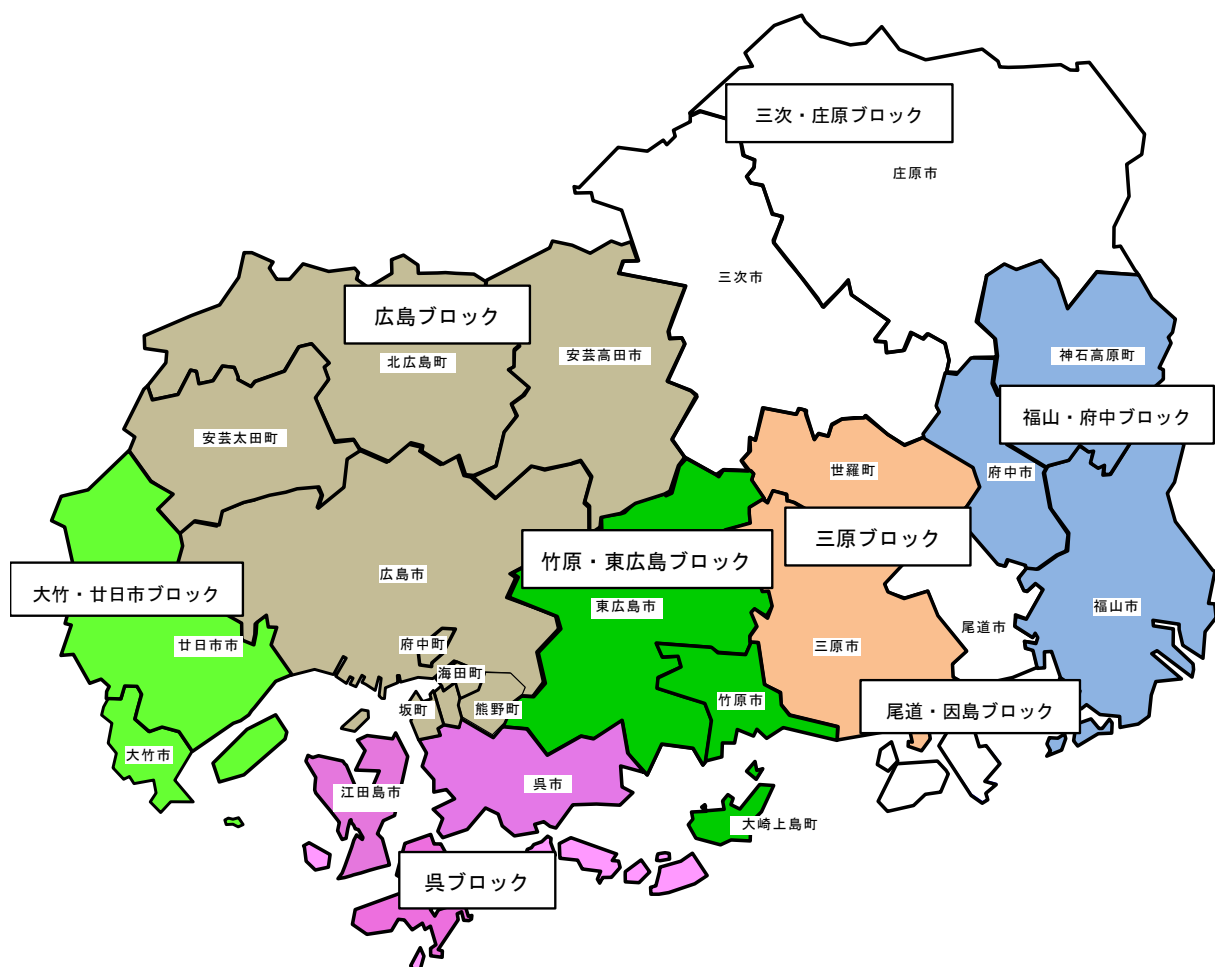 三次・庄原ブロック
庄原市
三次市
広島ブロック
北広島町
安芸高田市
神石高原町
福山・府中ブロック
安芸太田町
世羅町
府中市
三原ブロック
竹原・東広島ブロック
大竹・廿日市ブロック
広島市
東広島市
福山市
尾道市
府中町
廿日市市
三原市
海田町
坂町
熊野町
竹原市
尾道・因島ブロック
大竹市
江田島市
呉市
大崎上島町
呉ブロック